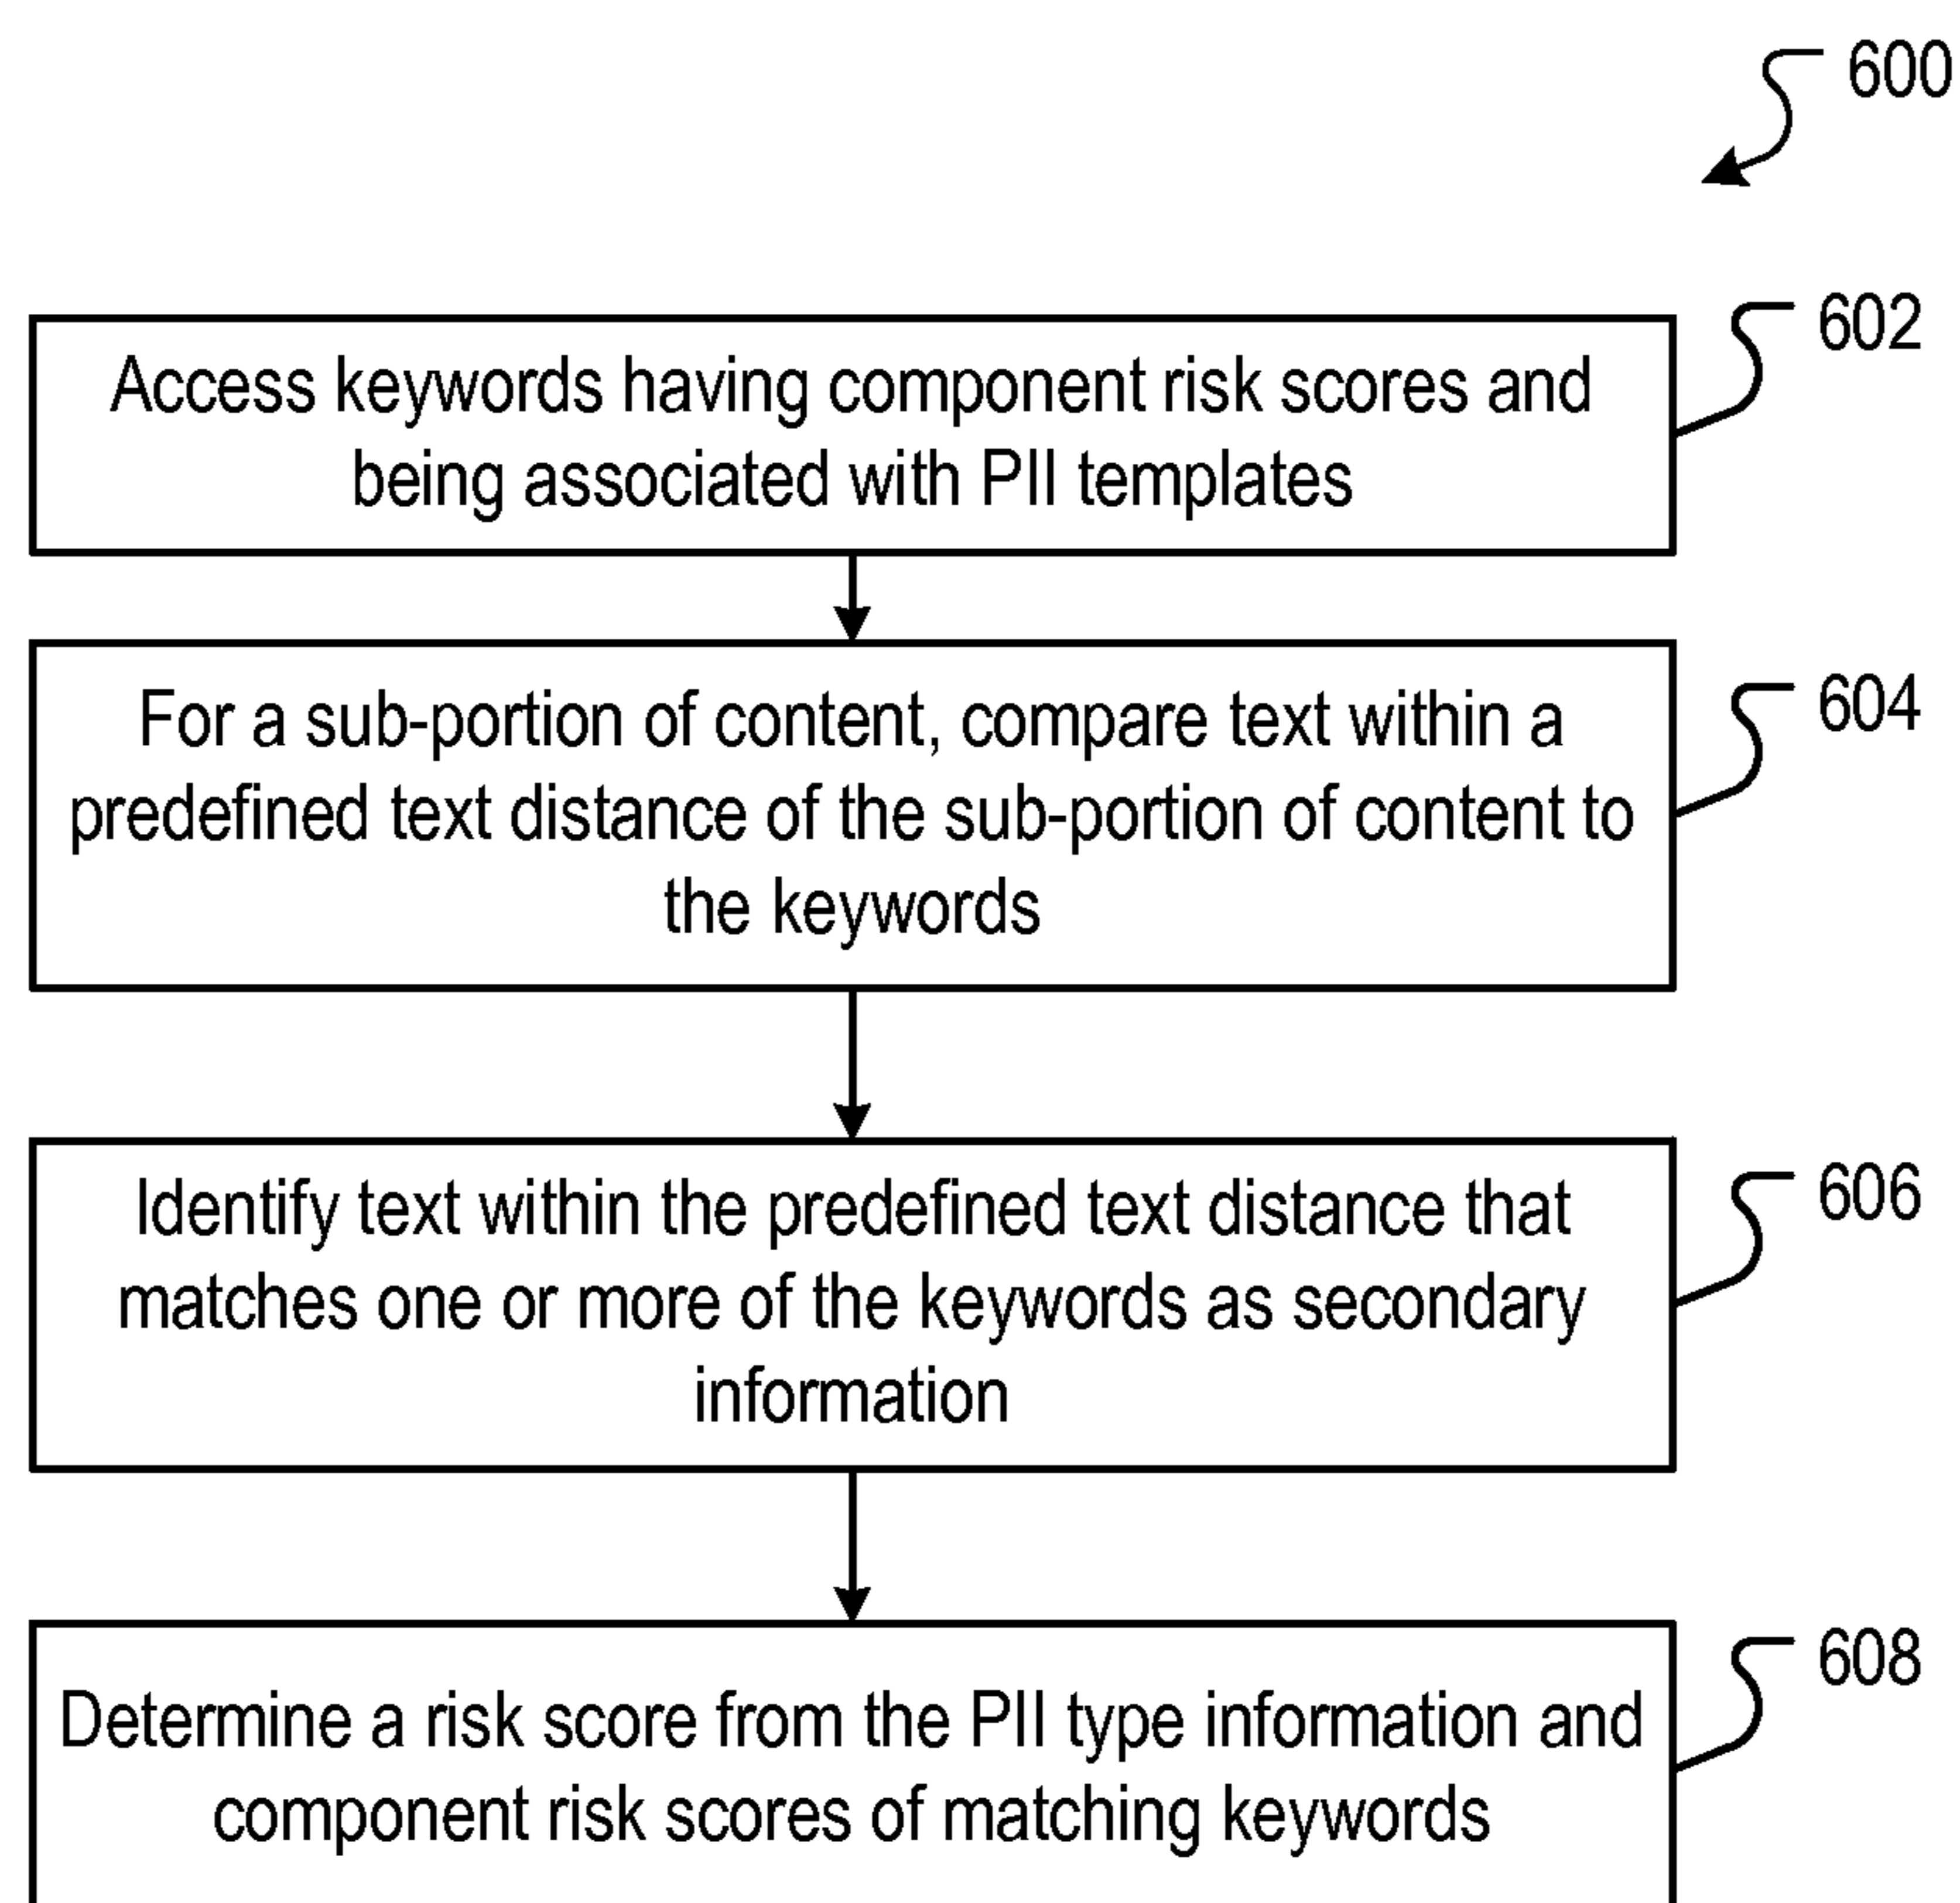 600
602
Access keywords having component risk scores and
being associated with PII templates
604
For a sub-portion of content, compare text within a
predefined text distance of the sub-portion of content to
the keywords
606
Identify text within the predefined text distance that
matches one or more of the keywords as secondary
information
608
Determine a risk score from the PII type information and
component risk scores of matching keywords